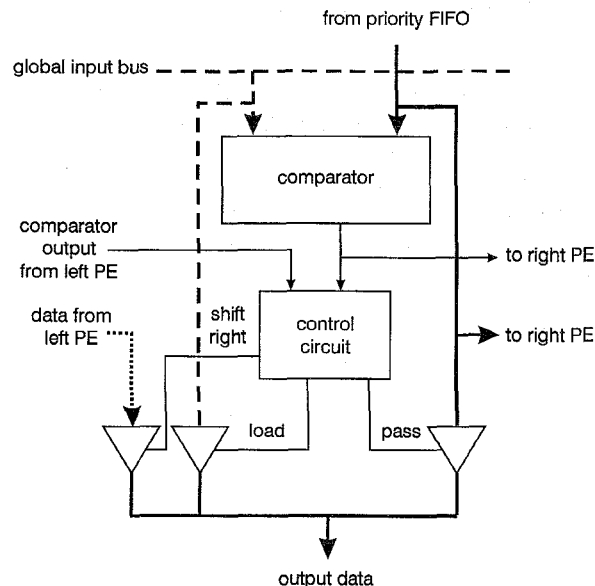 from priority FIFO
global input bus
comparator
comparator
output
from left PE
to right PE
data from
left PE
shift
right
control
circuit
to right PE
load
pass
output data